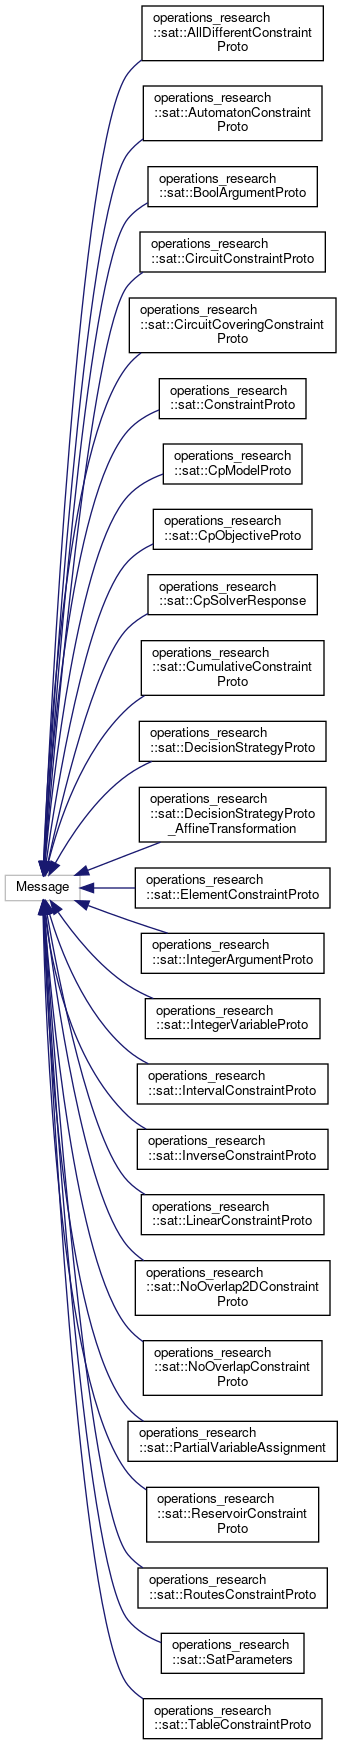 operations_research
::sat::AllDifferentConstraint
Proto
operations_research
::sat::AutomatonConstraint
Proto
operations_research
::sat::BoolArgumentProto
operations_research
::sat::CircuitConstraintProto
operations_research
::sat::CircuitCoveringConstraint
Proto
operations_research
::sat::ConstraintProto
operations_research
::sat::CpModelProto
operations_research
::sat::CpObjectiveProto
operations_research
::sat::CpSolverResponse
operations_research
::sat::CumulativeConstraint
Proto
operations_research
::sat::DecisionStrategyProto
operations_research
::sat::DecisionStrategyProto
_AffineTransformation
Message
operations_research
::sat::ElementConstraintProto
operations_research
::sat::IntegerArgumentProto
operations_research
::sat::IntegerVariableProto
operations_research
::sat::IntervalConstraintProto
operations_research
::sat::InverseConstraintProto
operations_research
::sat::LinearConstraintProto
operations_research
::sat::NoOverlap2DConstraint
Proto
operations_research
::sat::NoOverlapConstraint
Proto
operations_research
::sat::PartialVariableAssignment
operations_research
::sat::ReservoirConstraint
Proto
operations_research
::sat::RoutesConstraintProto
operations_research
::sat::SatParameters
operations_research
::sat::TableConstraintProto